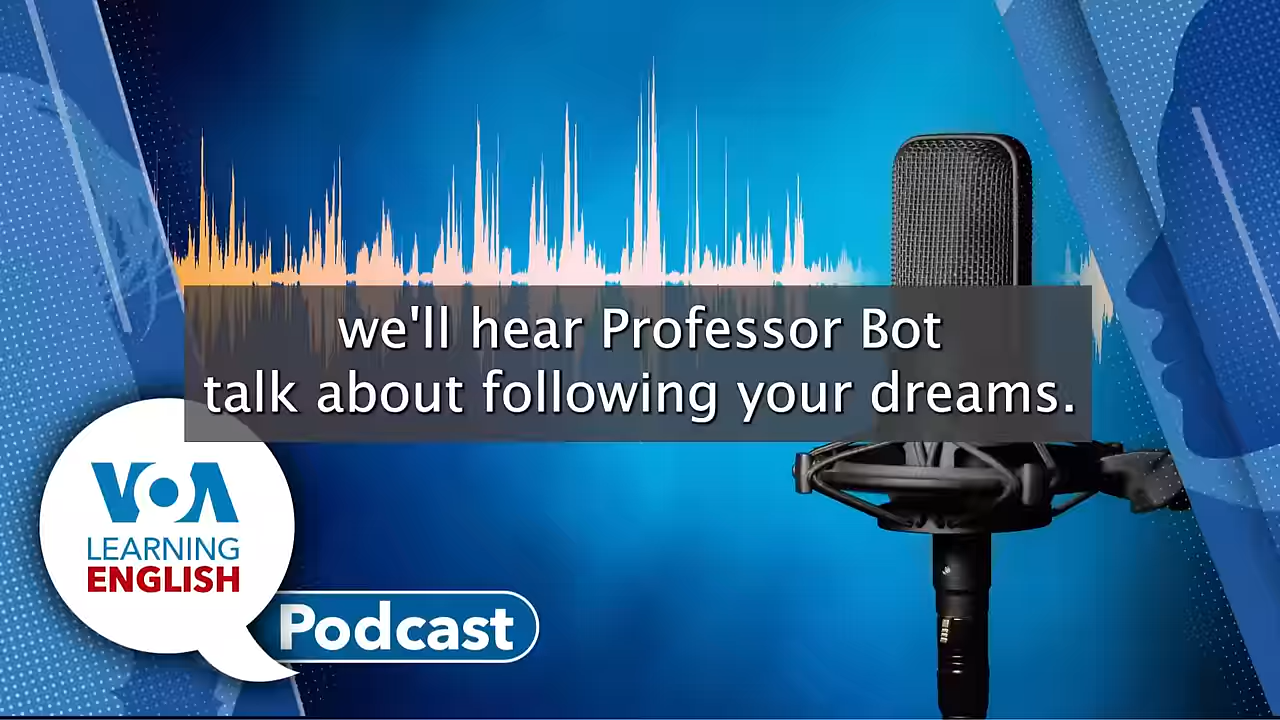 we'll hear Professor Bot
talk about following your dreams.
VOA
LEARNING
ENGLISH
Podcast